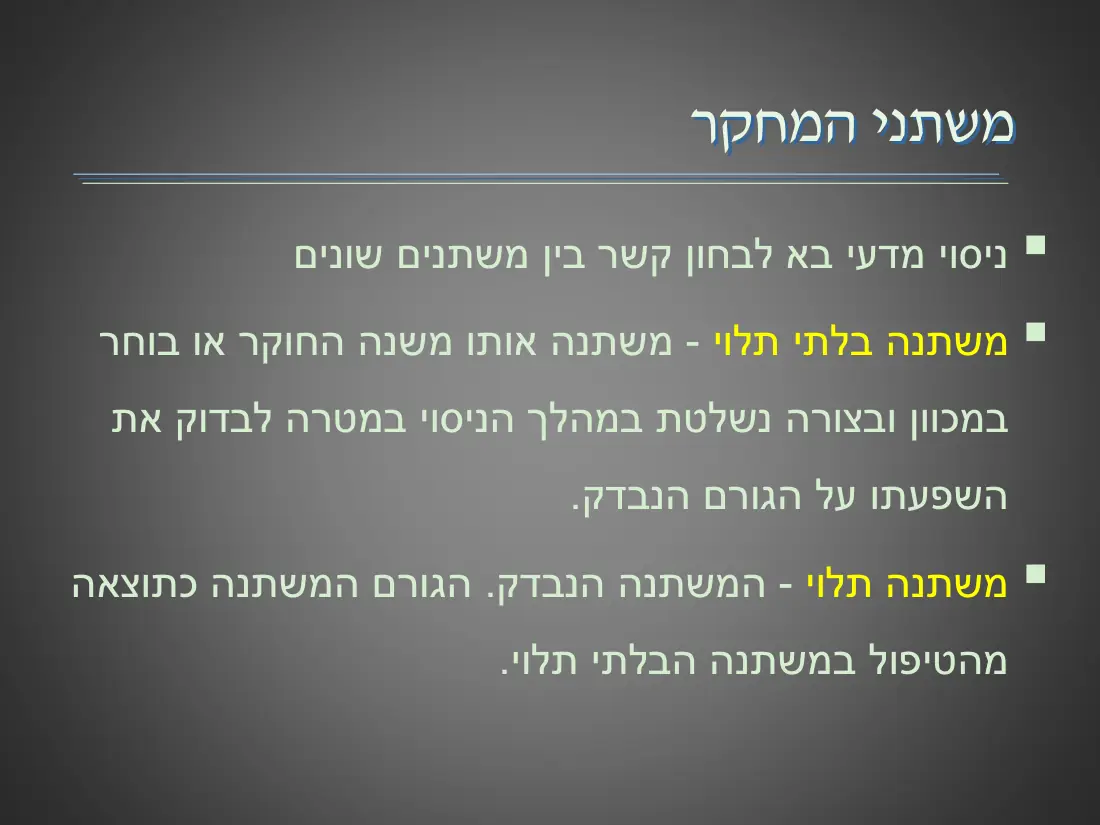 משתני המחקר
ניסוי מדעי בא לבחון קשר בין משתנים שונים
משתנה בלתי תלוי - משתנה אותו משנה החוקר או בוחר
במכוון ובצורה נשלטת במהלך הניסוי במטרה לבדוק את
השפעתו על הגורם הנבדק.
משתנה תלוי - המשתנה הנבדק. הגורם המשתנה כתוצאה
מהטיפול במשתנה הבלתי תלוי.